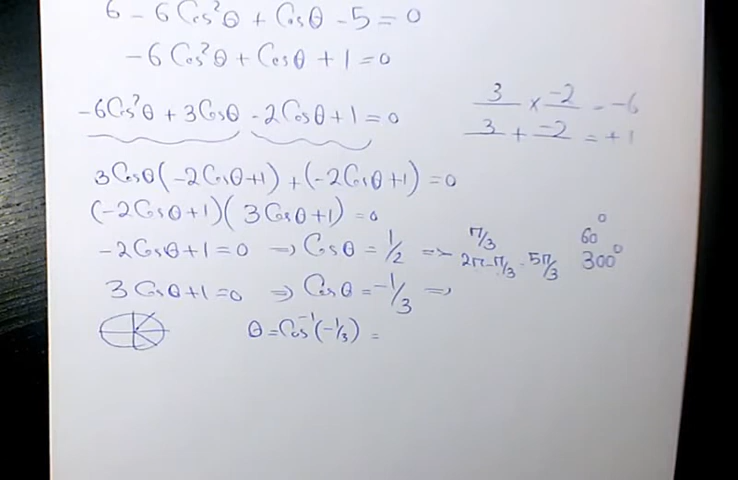 6 - 6 Cos²θ + Cosθ - 5 = 0
-6 Cos²θ + Cosθ + 1 = 0
-6Cos²θ + 3Cosθ - 2Cosθ + 1 = 0
3 × -2 = -6
3 + -2 = +1
3Cosθ(-2Cosθ+1) + (-2Cosθ+1) = 0
(-2Cosθ+1)(3Cosθ+1) = 0
-2Cosθ+1=0 ⇒ Cosθ = 1/2 ⇒ π/3 60°
2π-π/3 = 5π/3 300°
3Cosθ+1=0 ⇒ Cosθ = -1/3 ⇒
θ = Cos⁻¹(-1/3) =